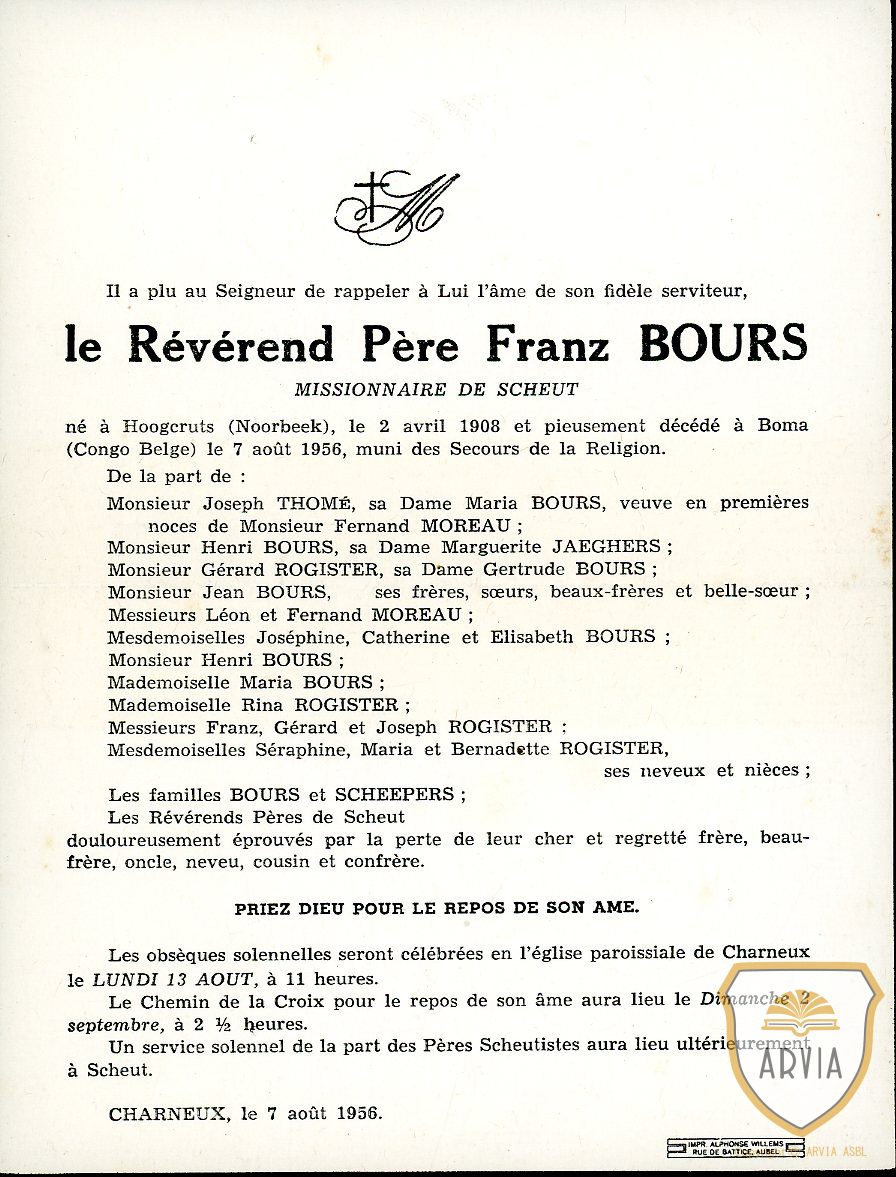 M
Il a plu au Seigneur de rappeler à Lui l'âme de son fidèle serviteur,
le Révérend Père Franz BOURS
MISSIONNAIRE DE SCHEUT
né à Hoogcruts (Noorbeek), le 2 avril 1908 et pieusement décédé à Boma
(Congo Belge) le 7 août 1956, muni des Secours de la Religion.
De la part de :
Monsieur Joseph THOMÉ, sa Dame Maria BOURS, veuve en premières
noces de Monsieur Fernand MOREAU ;
Monsieur Henri BOURS, sa Dame Marguerite JAEGHERS ;
Monsieur Gérard ROGISTER, sa Dame Gertrude BOURS ;
Monsieur Jean BOURS, ses frères, sœurs, beaux-frères et belle-sœur ;
Messieurs Léon et Fernand MOREAU ;
Mesdemoiselles Joséphine, Catherine et Elisabeth BOURS ;
Monsieur Henri BOURS ;
Mademoiselle Maria BOURS ;
Mademoiselle Rina ROGISTER ;
Messieurs Franz, Gérard et Joseph ROGISTER ;
Mesdemoiselles Séraphine, Maria et Bernadette ROGISTER,
ses neveux et nièces ;
Les familles BOURS et SCHEEPERS ;
Les Révérends Pères de Scheut
douloureusement éprouvés par la perte de leur cher et regretté frère, beau-
frère, oncle, neveu, cousin et confrère.
PRIEZ DIEU POUR LE REPOS DE SON AME.
Les obsèques solennelles seront célébrées en l'église paroissiale de Charneux
le LUNDI 13 AOUT, à 11 heures.
Le Chemin de la Croix pour le repos de son âme aura lieu le Dimanche 2
septembre, à 2 ½ heures.
Un service solennel de la part des Pères Scheutistes aura lieu ultérieurement
à Scheut.
ARVIA
CHARNEUX, le 7 août 1956.
IMPR. ALPHONSE WILLEMS
RUE DE BATTICE, AUBEL
ARVIA ASBL